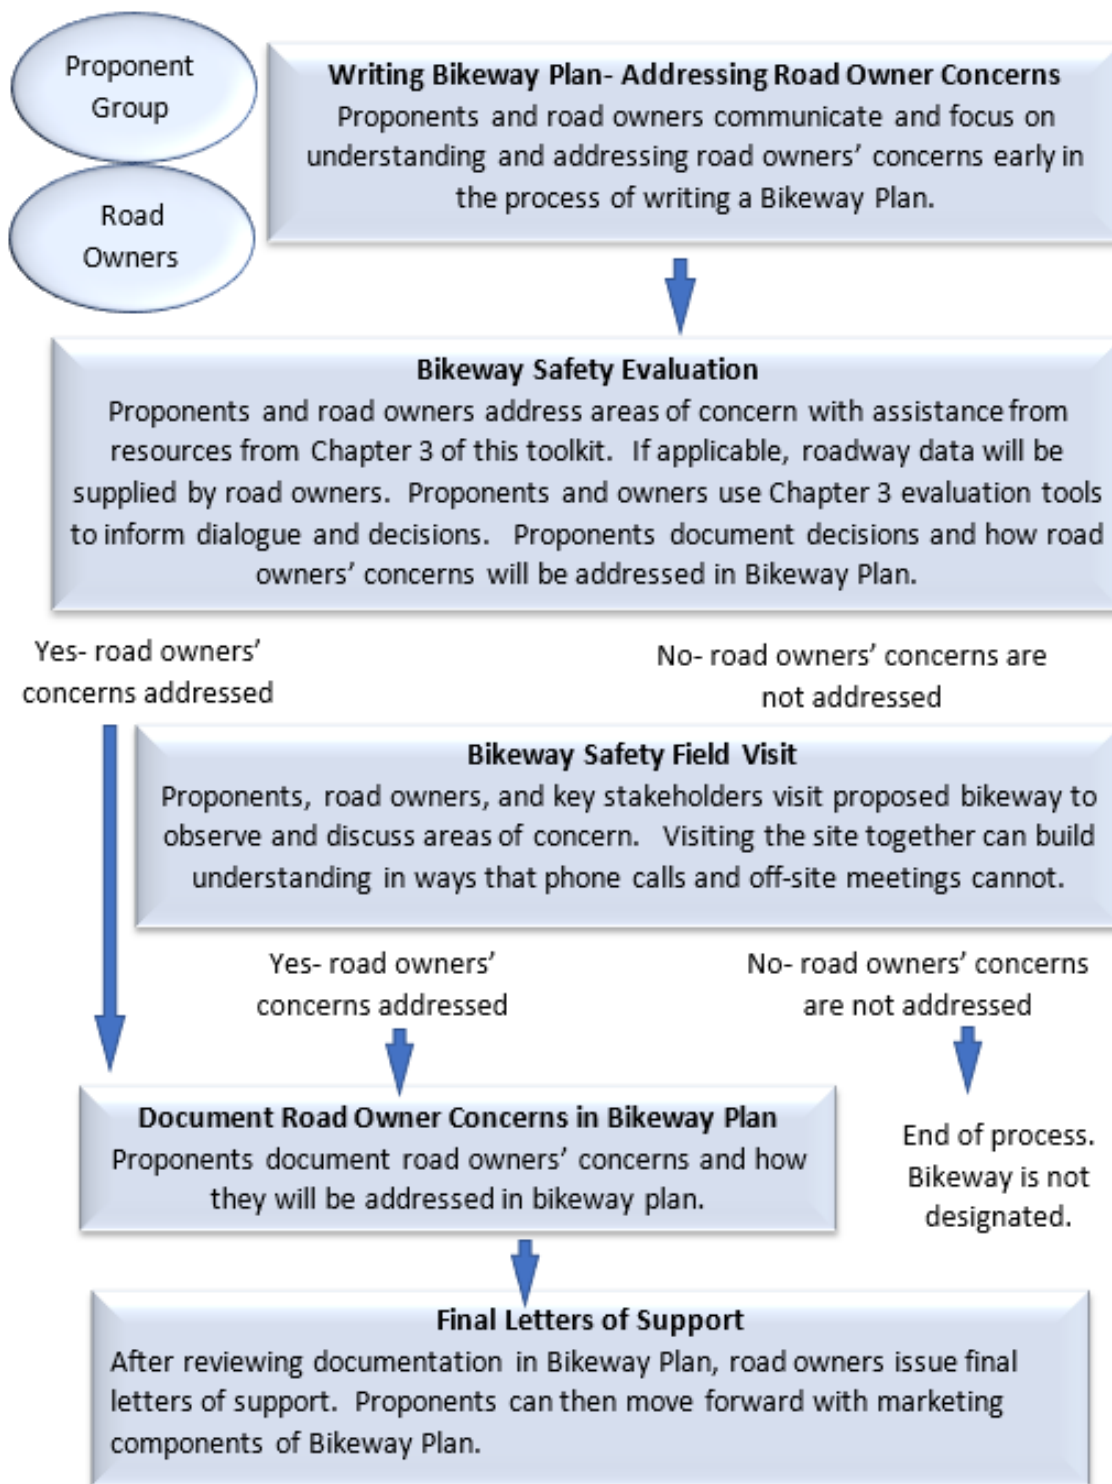 Proponent
Group
Road
Owners
Writing Bikeway Plan- Addressing Road Owner Concerns
Proponents and road owners communicate and focus on
understanding and addressing road owners’ concerns early in
the process of writing a Bikeway Plan.
Bikeway Safety Evaluation
Proponents and road owners address areas of concern with assistance from
resources from Chapter 3 of this toolkit. If applicable, roadway data will be
supplied by road owners. Proponents and owners use Chapter 3 evaluation tools
to inform dialogue and decisions. Proponents document decisions and how road
owners’ concerns will be addressed in Bikeway Plan.
Yes- road owners’
concerns addressed
No- road owners’ concerns are
not addressed
Bikeway Safety Field Visit
Proponents, road owners, and key stakeholders visit proposed bikeway to
observe and discuss areas of concern. Visiting the site together can build
understanding in ways that phone calls and off-site meetings cannot.
Yes- road owners’
concerns addressed
No- road owners’ concerns
are not addressed
Document Road Owner Concerns in Bikeway Plan
Proponents document road owners’ concerns and how
they will be addressed in bikeway plan.
End of process.
Bikeway is not
designated.
Final Letters of Support
After reviewing documentation in Bikeway Plan, road owners issue final
letters of support. Proponents can then move forward with marketing
components of Bikeway Plan.